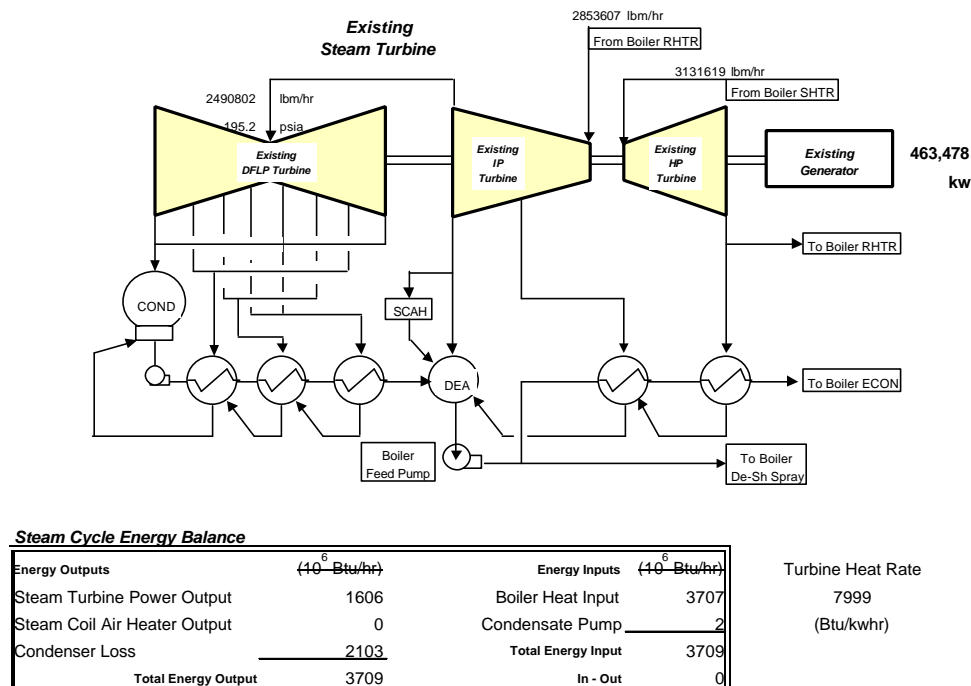 2853607 lbm/hr
Existing
Steam Turbine
From Boiler RHTR
3131619 lbm/hr
From Boiler SHTR
2490802 lbm/hr
195.2 psia
Existing
DFLP Turbine
Existing
IP
Turbine
Existing
HP
Turbine
Existing
Generator
463,478
kw
To Boiler RHTR
COND
SCAH
DEA
To Boiler ECON
Boiler
Feed Pump
To Boiler
De-Sh Spray
Steam Cycle Energy Balance
Energy Outputs (10^6 Btu/hr) Energy Inputs (10^6 Btu/hr) Turbine Heat Rate
Steam Turbine Power Output 1606 Boiler Heat Input 3707 7999
Steam Coil Air Heater Output 0 Condensate Pump 2 (Btu/kwhr)
Condenser Loss 2103 Total Energy Input 3709
Total Energy Output 3709 In - Out 0